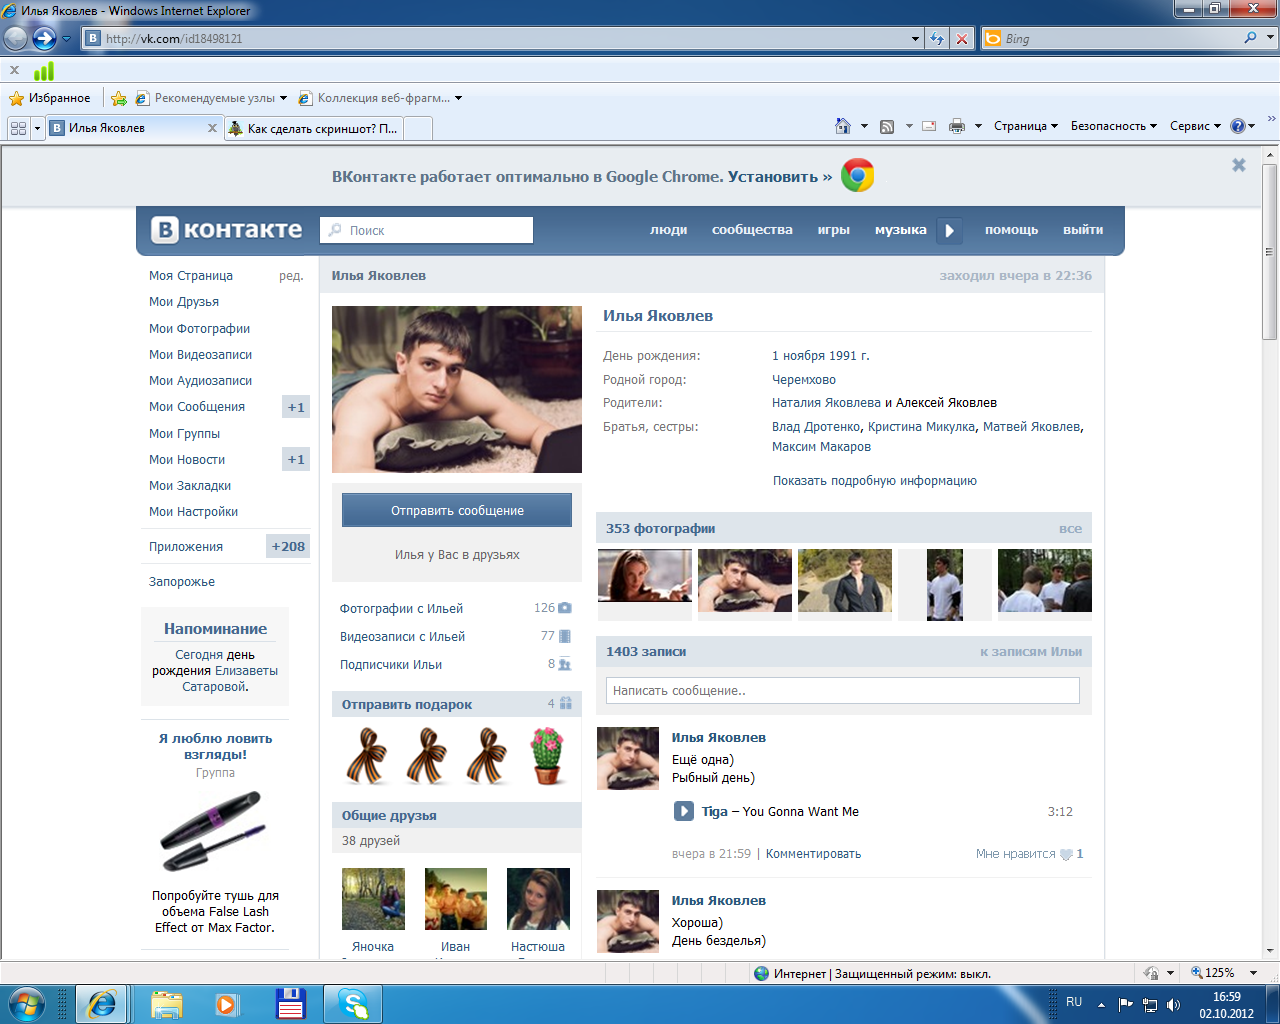 Илья Яковлев - Windows Internet Explorer
http://vk.com/id18498121
Bing
Избранное
Рекомендуемые узлы
Коллекция веб-фрагм...
Илья Яковлев
Как сделать скриншот? П...
Страница
Безопасность
Сервис
ВКонтакте работает оптимально в Google Chrome. Установить »
В контакте
Поиск
люди
сообщества
игры
музыка
помощь
выйти
Моя Страница
ред.
Мои Друзья
Мои Фотографии
Мои Видеозаписи
Мои Аудиозаписи
Мои Сообщения
+1
Мои Группы
Мои Новости
+1
Мои Закладки
Мои Настройки
Приложения
+208
Запорожье
Напоминание
Сегодня день
рождения Елизаветы
Сатаровой.
Я люблю ловить
взгляды!
Группа
Попробуйте тушь для
объема False Lash
Effect от Max Factor.
Илья Яковлев
заходил вчера в 22:36
Отправить сообщение
Илья у Вас в друзьях
Фотографии с Ильей
126
Видеозаписи с Ильей
77
Подписчики Ильи
8
Отправить подарок
4
Общие друзья
38 друзей
Яночка
Иван
Настюша
Илья Яковлев
День рождения:
1 ноября 1991 г.
Родной город:
Черемхово
Родители:
Наталия Яковлева и Алексей Яковлев
Братья, сестры:
Влад Дротенко, Кристина Микулка, Матвей Яковлев,
Максим Макаров
Показать подробную информацию
353 фотографии
все
1403 записи
к записям Ильи
Написать сообщение..
Илья Яковлев
Ещё одна)
Рыбный день)
Tiga – You Gonna Want Me
3:12
вчера в 21:59 | Комментировать
Мне нравится 1
Илья Яковлев
Хороша)
День безделья)
Интернет | Защищенный режим: выкл.
125%
RU
16:59
02.10.2012